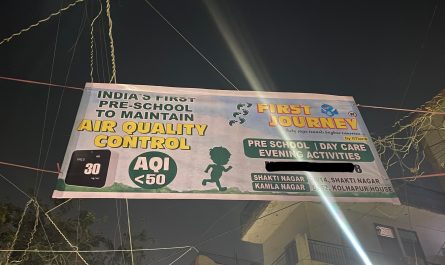 INDIA'S FIRST
PRE-SCHOOL
TO MAINTAIN
AIR QUALITY
CONTROL
30
AQI
<50
FIRST
JOURNEY
PRE SCHOOL | DAY CARE
EVENING ACTIVITIES
SHAKTI NAGAR 14, SHAKTI NAGAR
KAMLA NAGAR KOLHAPUR HOUSE